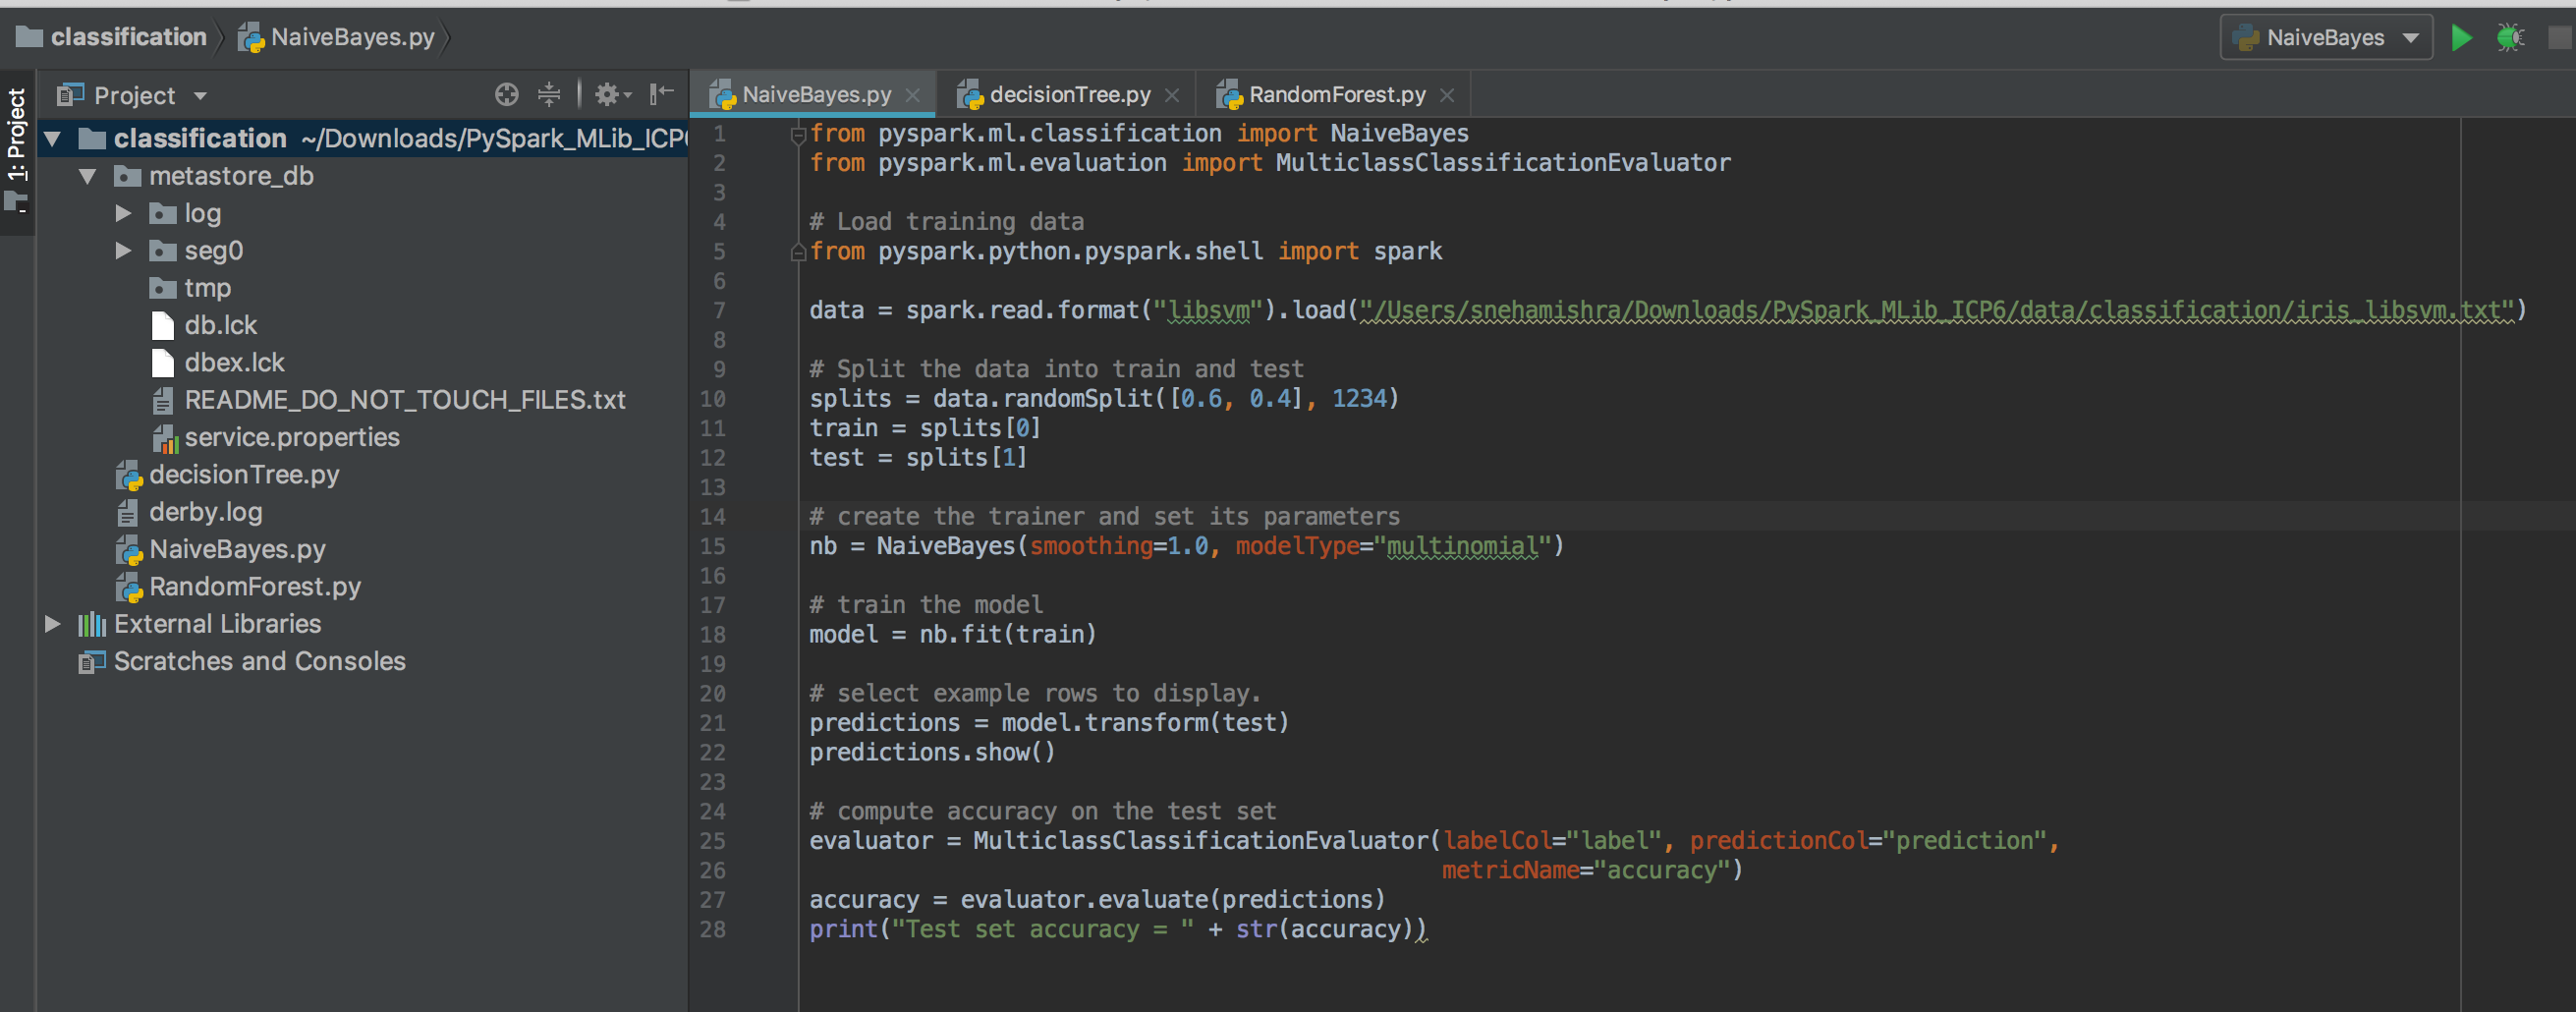 classification
NaiveBayes.py
NaiveBayes
1: Project
Project
classification ~/Downloads/PySpark_MLib_ICP
metastore_db
log
seg0
tmp
db.lck
dbex.lck
README_DO_NOT_TOUCH_FILES.txt
service.properties
decisionTree.py
derby.log
NaiveBayes.py
RandomForest.py
External Libraries
Scratches and Consoles
NaiveBayes.py decisionTree.py RandomForest.py
1 from pyspark.ml.classification import NaiveBayes
2 from pyspark.ml.evaluation import MulticlassClassificationEvaluator
3
4 # Load training data
5 from pyspark.python.pyspark.shell import spark
6
7 data = spark.read.format("libsvm").load("/Users/snehamishra/Downloads/PySpark_MLib_ICP6/data/classification/iris_libsvm.txt")
8
9 # Split the data into train and test
10 splits = data.randomSplit([0.6, 0.4], 1234)
11 train = splits[0]
12 test = splits[1]
13
14 # create the trainer and set its parameters
15 nb = NaiveBayes(smoothing=1.0, modelType="multinomial")
16
17 # train the model
18 model = nb.fit(train)
19
20 # select example rows to display.
21 predictions = model.transform(test)
22 predictions.show()
23
24 # compute accuracy on the test set
25 evaluator = MulticlassClassificationEvaluator(labelCol="label", predictionCol="prediction",
26 metricName="accuracy")
27 accuracy = evaluator.evaluate(predictions)
28 print("Test set accuracy = " + str(accuracy))